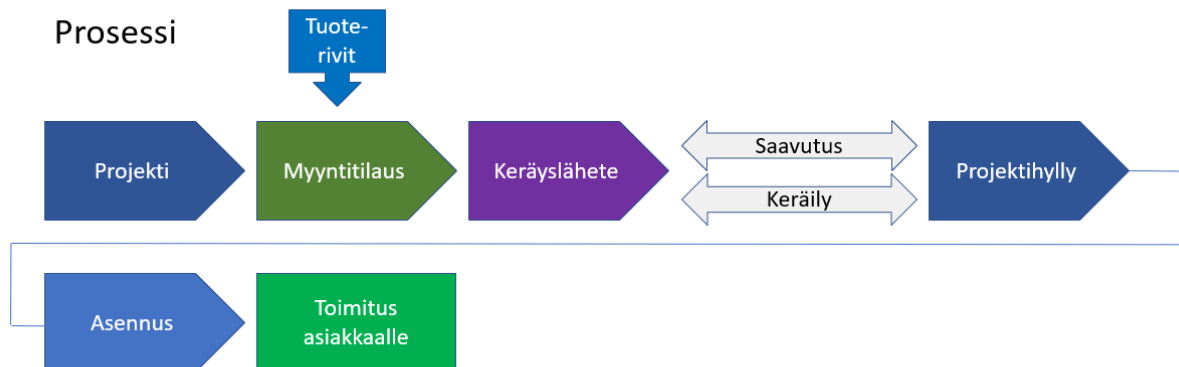 Prosessi
Tuote-
rivit
Projekti
Myyntitilaus
Keräyslähete
Saavutus
Keräily
Projektihylly
Asennus
Toimitus
asiakkaalle